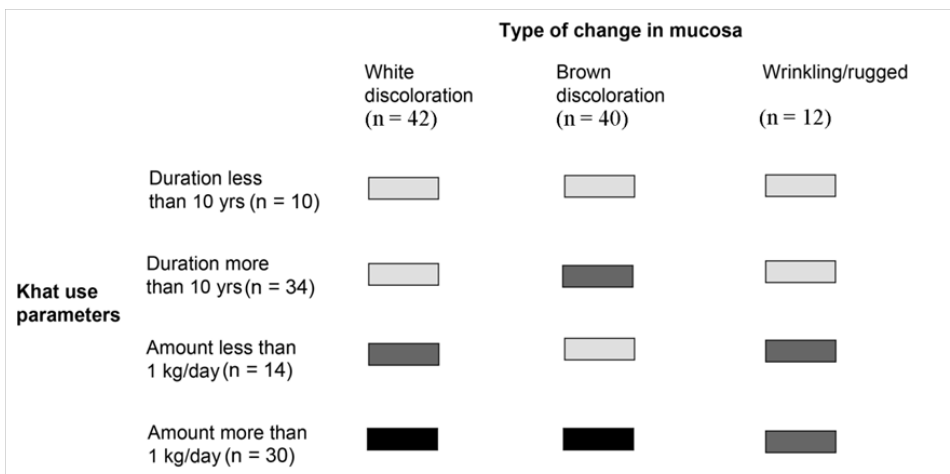 Type of change in mucosa
White
discoloration
(n = 42)
Brown
discoloration
(n = 40)
Wrinkling/rugged
(n = 12)
Khat use
parameters
Duration less
than 10 yrs (n = 10)
Duration more
than 10 yrs (n = 34)
Amount less than
1 kg/day (n = 14)
Amount more than
1 kg/day (n = 30)